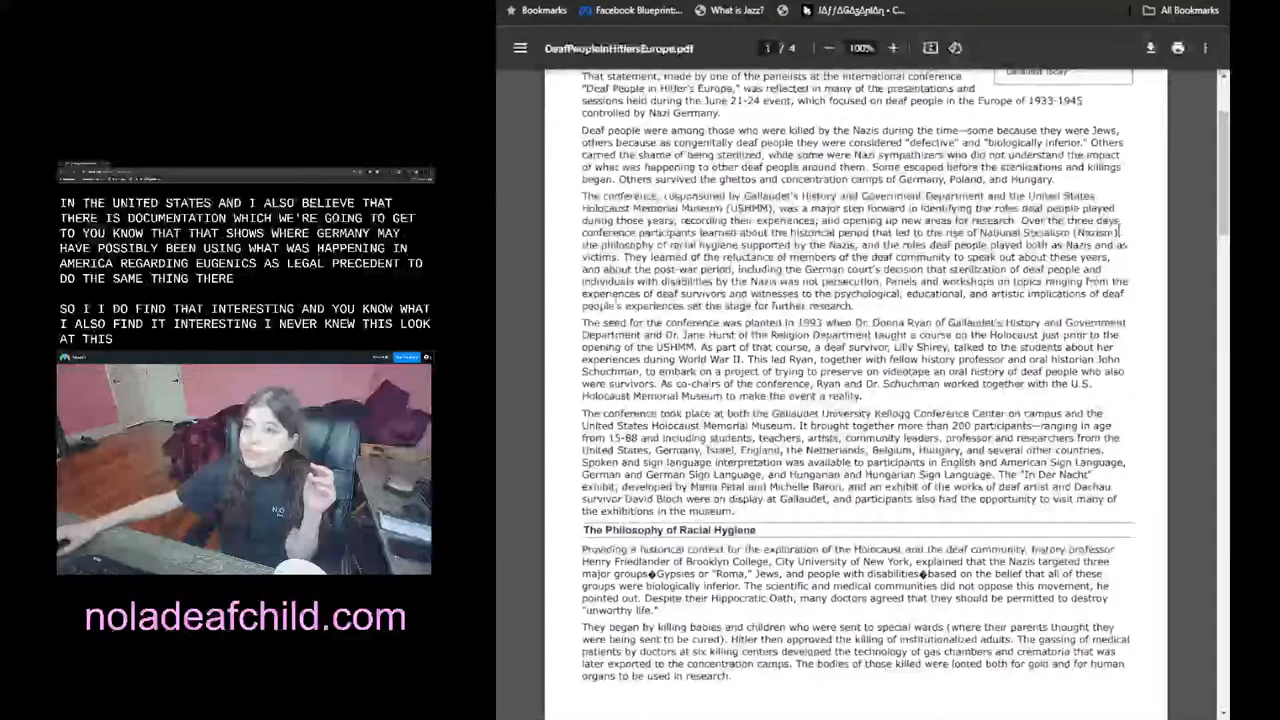 IN THE UNITED STATES AND I ALSO BELIEVE THAT
THERE IS DOCUMENTATION WHICH WE'RE GOING TO GET
TO YOU KNOW THAT THAT SHOWS WHERE GERMANY MAY
HAVE POSSIBLY BEEN USING WHAT WAS HAPPENING IN
AMERICA REGARDING EUGENICS AS LEGAL PRECEDENT TO
DO THE SAME THING THERE
SO I I DO FIND THAT INTERESTING AND YOU KNOW WHAT
I ALSO FIND IT INTERESTING I NEVER KNEW THIS LOOK
AT THIS
noladeafchild.com
Bookmarks Facebook Blueprint:... What is Jazz? All Bookmarks
DeafPeopleInHitlersEurope.pdf 1 / 4 100%
Gallaudet Today
That statement, made by one of the panelists at the international conference
"Deaf People in Hitler's Europe," was reflected in many of the presentations and
sessions held during the June 21-24 event, which focused on deaf people in the Europe of 1933-1945
controlled by Nazi Germany.
Deaf people were among those who were killed by the Nazis during the time—some because they were Jews,
others because as congenitally deaf people they were considered "defective" and "biologically inferior." Others
carried the shame of being sterilized, while some were Nazi sympathizers who did not understand the impact
of what was happening to other deaf people around them. Some escaped before the sterilizations and killings
began. Others survived the ghettos and concentration camps of Germany, Poland, and Hungary.
The conference, cosponsored by Gallaudet's History and Government Department and the United States
Holocaust Memorial Museum (USHMM), was a major step forward in identifying the roles deaf people played
during those years, recording their experiences, and opening up new areas for research. Over the three days,
conference participants learned about the historical period that led to the rise of National Socialism (Nazism),
the philosophy of racial hygiene supported by the Nazis, and the roles deaf people played both as Nazis and as
victims. They learned of the reluctance of members of the deaf community to speak out about these years,
and about the post-war period, including the German court's decision that sterilization of deaf people and
individuals with disabilities by the Nazis was not persecution. Panels and workshops on topics ranging from the
experiences of deaf survivors and witnesses to the psychological, educational, and artistic implications of deaf
people's experiences set the stage for further research.
The seed for the conference was planted in 1993 when Dr. Donna Ryan of Gallaudet's History and Government
Department and Dr. Jane Hurst of the Religion Department taught a course on the Holocaust just prior to the
opening of the USHMM. As part of that course, a deaf survivor, Lilly Shirey, talked to the students about her
experiences during World War II. This led Ryan, together with fellow history professor and oral historian John
Schuchman, to embark on a project of trying to preserve on videotape an oral history of deaf people who also
were survivors. As co-chairs of the conference, Ryan and Dr. Schuchman worked together with the U.S.
Holocaust Memorial Museum to make the event a reality.
The conference took place at both the Gallaudet University Kellogg Conference Center on campus and the
United States Holocaust Memorial Museum. It brought together more than 200 participants—ranging in age
from 15-88 and including students, teachers, artists, community leaders, professor and researchers from the
United States, Germany, Israel, England, the Netherlands, Belgium, Hungary, and several other countries.
Spoken and sign language interpretation was available to participants in English and American Sign Language,
German and German Sign Language, and Hungarian and Hungarian Sign Language. The "In Der Nacht"
exhibit, developed by Mama Petal and Michelle Baron, and an exhibit of the works of deaf artist and Dachau
survivor David Bloch were on display at Gallaudet, and participants also had the opportunity to visit many of
the exhibitions in the museum.
The Philosophy of Racial Hygiene
Providing a historical context for the exploration of the Holocaust and the deaf community, history professor
Henry Friedlander of Brooklyn College, City University of New York, explained that the Nazis targeted three
major groups�Gypsies or "Roma," Jews, and people with disabilities�based on the belief that all of these
groups were biologically inferior. The scientific and medical communities did not oppose this movement, he
pointed out. Despite their Hippocratic Oath, many doctors agreed that they should be permitted to destroy
"unworthy life."
They began by killing babies and children who were sent to special wards (where their parents thought they
were being sent to be cured). Hitler then approved the killing of institutionalized adults. The gassing of medical
patients by doctors at six killing centers developed the technology of gas chambers and crematoria that was
later exported to the concentration camps. The bodies of those killed were looted both for gold and for human
organs to be used in research.